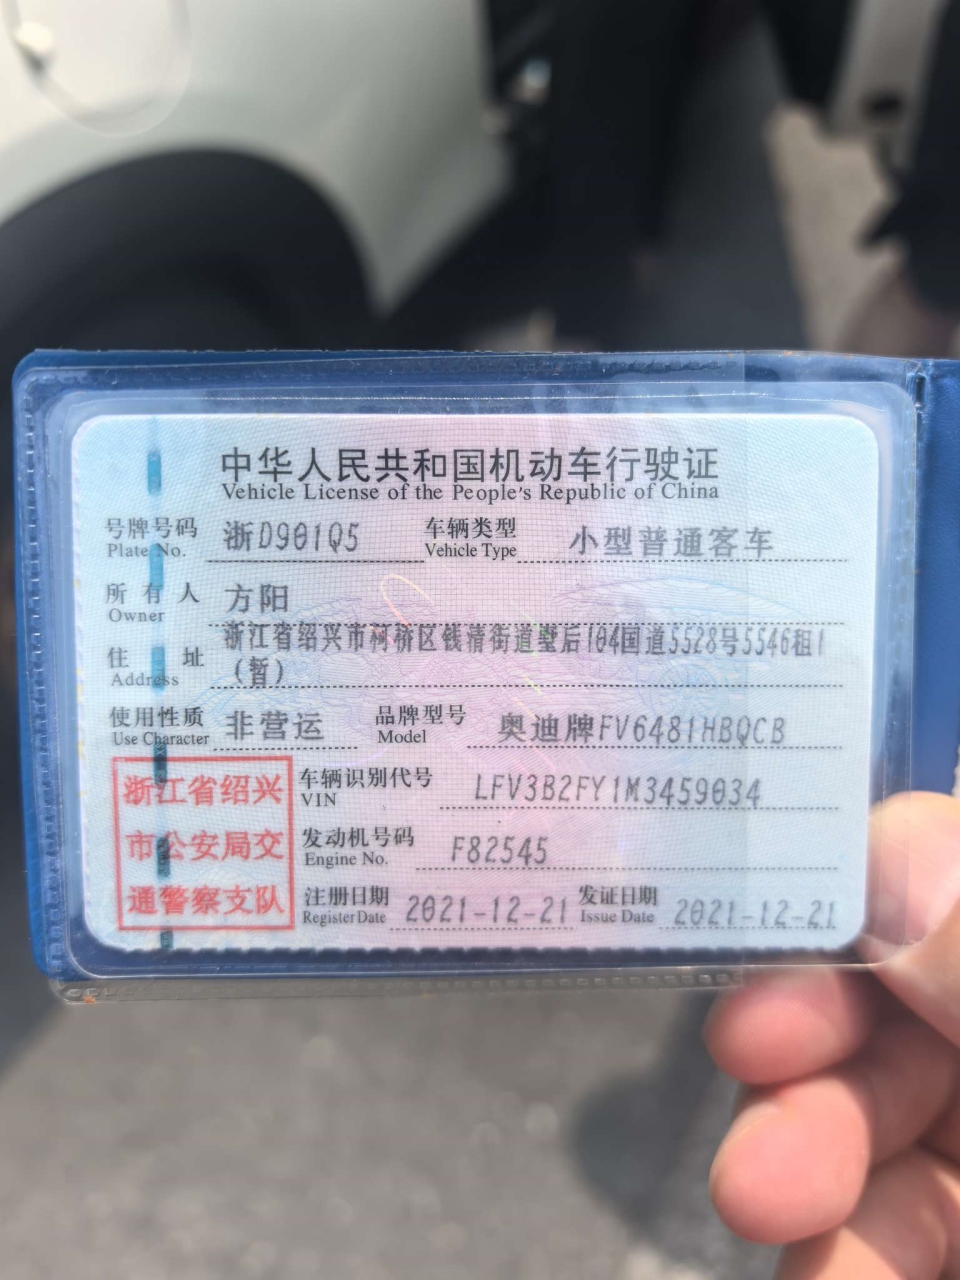 中华人民共和国机动车行驶证
Vehicle License of the People's Republic of China
号牌号码 浙D901Q5 车辆类型 小型普通客车
Plate No. Vehicle Type
所有人 方阳
Owner
浙江省绍兴市柯桥区钱清街道墅后104国道5528号5546租1
住址 (暂)
Address
使用性质 非营运 品牌型号 奥迪牌FV6481HBQCB
Use Character Model
浙江省绍兴
市公安局交
通警察支队
车辆识别代号 LFV3B2FY1M3459034
VIN
发动机号码 F82545
Engine No.
注册日期 2021-12-21 发证日期 2021-12-21
Register Date Issue Date